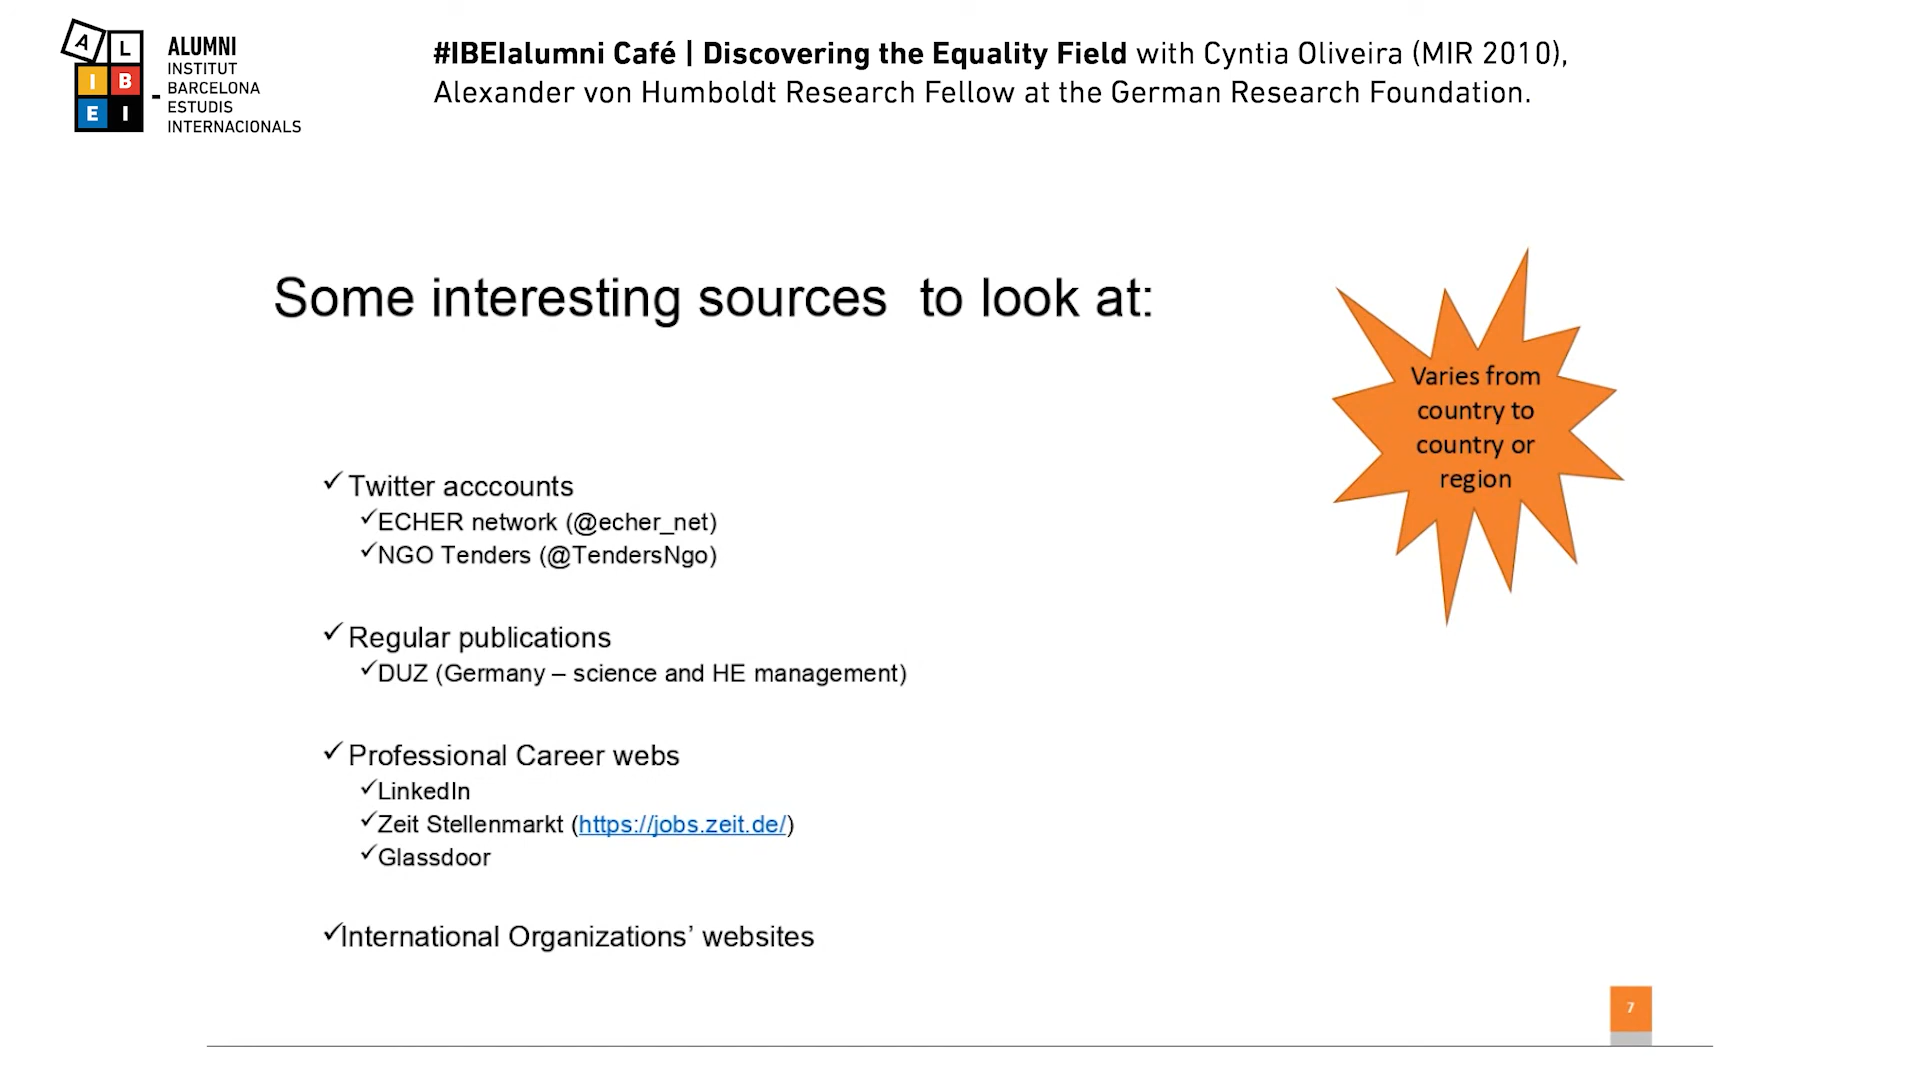 A L
I B
E I
-
ALUMNI
INSTITUT
BARCELONA
ESTUDIS
INTERNACIONALS
#IBEIalumni Café | Discovering the Equality Field with Cyntia Oliveira (MIR 2010),
Alexander von Humboldt Research Fellow at the German Research Foundation.
Some interesting sources  to look at:
Varies from
country to
country or
region
✓ Twitter acccounts
✓ECHER network (@echer_net)
✓NGO Tenders (@TendersNgo)
✓ Regular publications
✓DUZ (Germany – science and HE management)
✓ Professional Career webs
✓LinkedIn
✓Zeit Stellenmarkt (https://jobs.zeit.de/)
✓Glassdoor
✓International Organizations’ websites
7